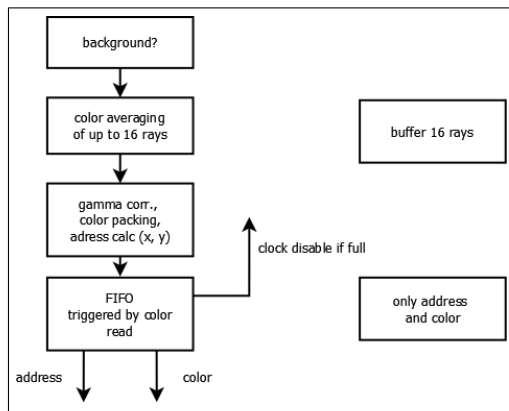 background?
color averaging
of up to 16 rays
buffer 16 rays
gamma corr.,
color packing,
adress calc (x, y)
clock disable if full
FIFO
triggered by color
read
only address
and color
address
color